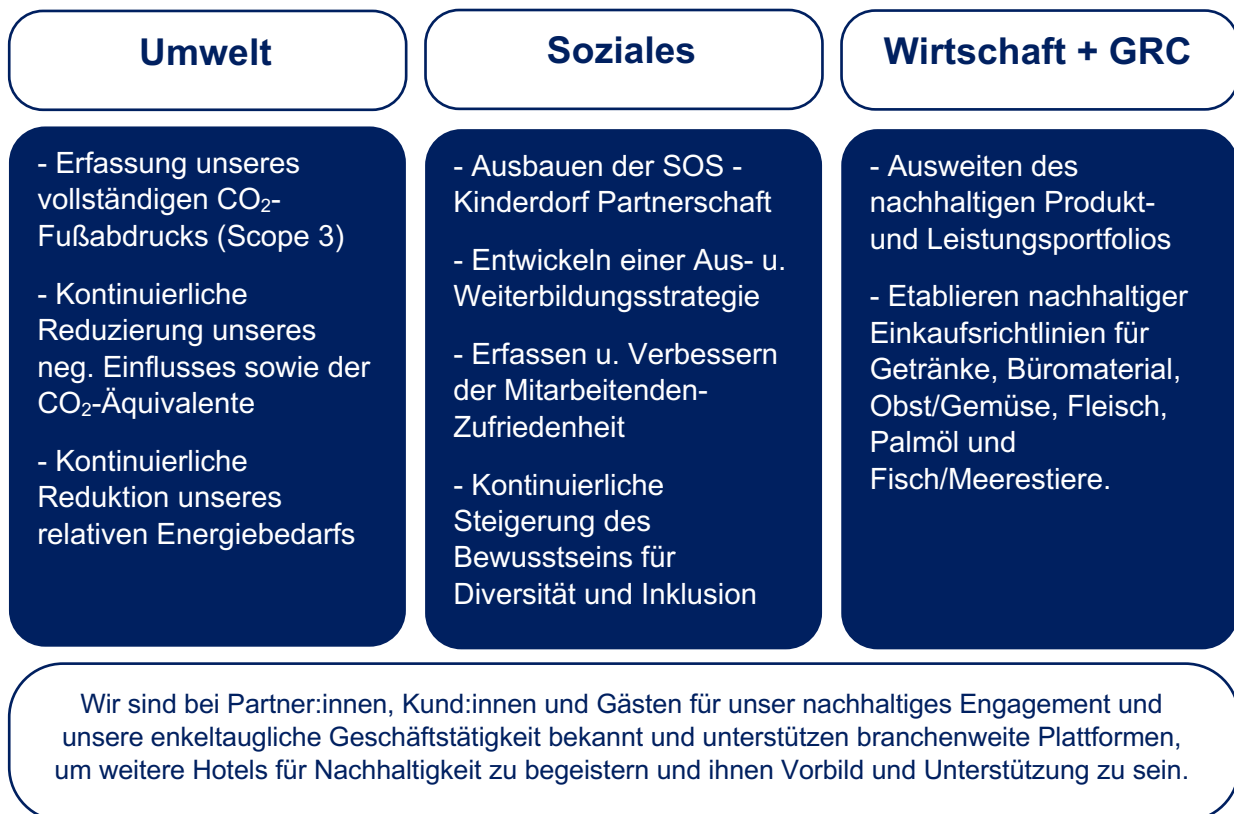 Umwelt
- Erfassung unseres
vollständigen CO₂-
Fußabdrucks (Scope 3)
- Kontinuierliche
Reduzierung unseres
neg. Einflusses sowie der
CO₂-Äquivalente
- Kontinuierliche
Reduktion unseres
relativen Energiebedarfs
Soziales
- Ausbauen der SOS -
Kinderdorf Partnerschaft
- Entwickeln einer Aus- u.
Weiterbildungsstrategie
- Erfassen u. Verbessern
der Mitarbeitenden-
Zufriedenheit
- Kontinuierliche
Steigerung des
Bewusstseins für
Diversität und Inklusion
Wirtschaft + GRC
- Ausweiten des
nachhaltigen Produkt-
und Leistungsportfolios
- Etablieren nachhaltiger
Einkaufsrichtlinien für
Getränke, Büromaterial,
Obst/Gemüse, Fleisch,
Palmöl und
Fisch/Meerestiere.
Wir sind bei Partner:innen, Kund:innen und Gästen für unser nachhaltiges Engagement und
unsere enkeltaugliche Geschäftstätigkeit bekannt und unterstützen branchenweite Plattformen,
um weitere Hotels für Nachhaltigkeit zu begeistern und ihnen Vorbild und Unterstützung zu sein.